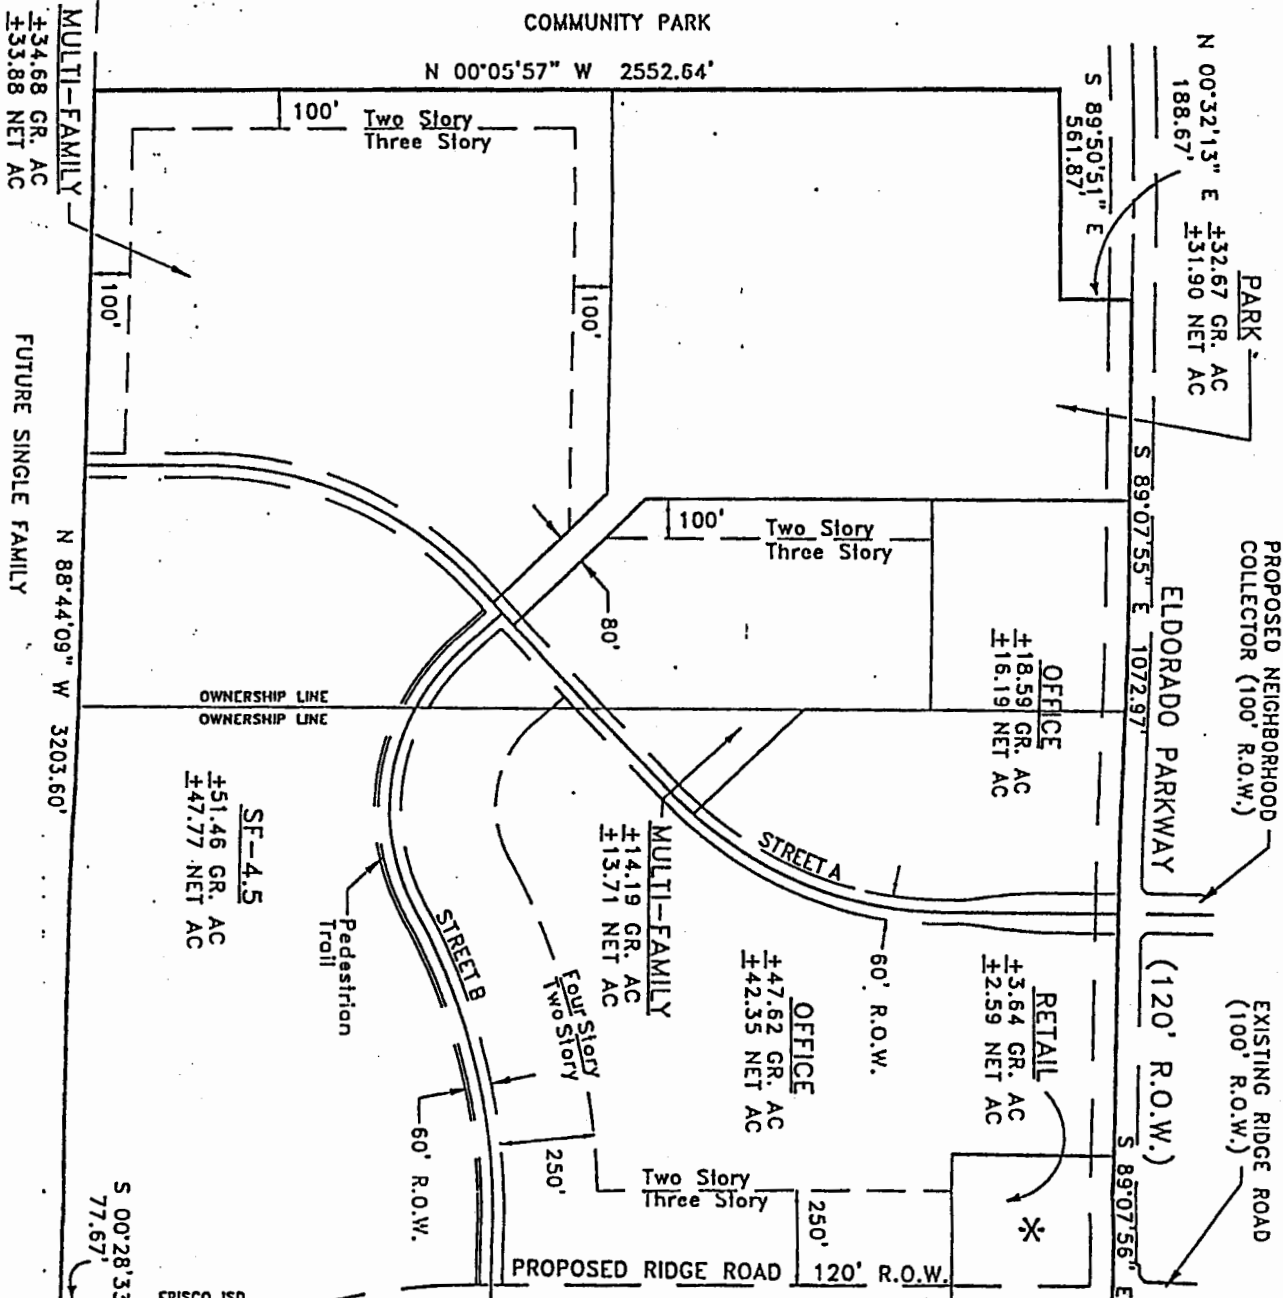 COMMUNITY PARK
N 00°05'57" W 2552.64'
N 00°32'13" E
188.67'
S 89°50'51" E
561.87'
PARK
±32.67 GR. AC
±31.90 NET AC
MULTI-FAMILY
±34.68 GR. AC
±33.88 NET AC
100'
Two Story
Three Story
100'
100'
FUTURE SINGLE FAMILY
N 88°44'09" W 3203.60'
S 89°07'55" E 1072.97'
ELDORADO PARKWAY
(120' R.O.W.)
PROPOSED NEIGHBORHOOD
COLLECTOR (100' R.O.W.)
100'
Two Story
Three Story
80'
OFFICE
±18.59 GR. AC
±16.19 NET AC
OWNERSHIP LINE
OWNERSHIP LINE
SF-4.5
±51.46 GR. AC
±47.77 NET AC
Pedestrian
Trail
STREET B
STREET A
MULTI-FAMILY
±14.19 GR. AC
±13.71 NET AC
Four Story
Two Story
OFFICE
±47.62 GR. AC
±42.35 NET AC
60' R.O.W.
RETAIL
±3.64 GR. AC
±2.59 NET AC
EXISTING RIDGE ROAD
(100' R.O.W.)
S 89°07'56" E
60' R.O.W.
250'
Two Story
Three Story
250'
PROPOSED RIDGE ROAD 120' R.O.W.
S 00°28'33
77.67'
FRISCO ISD